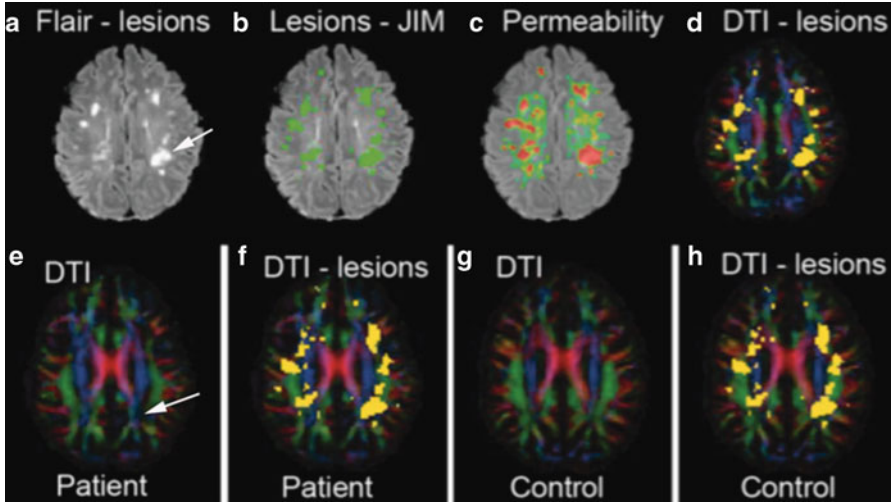 a Flair - lesions
b Lesions - JIM
c Permeability
d DTI - lesions
e DTI
Patient
f DTI - lesions
Patient
g DTI
Control
h DTI - lesions
Control